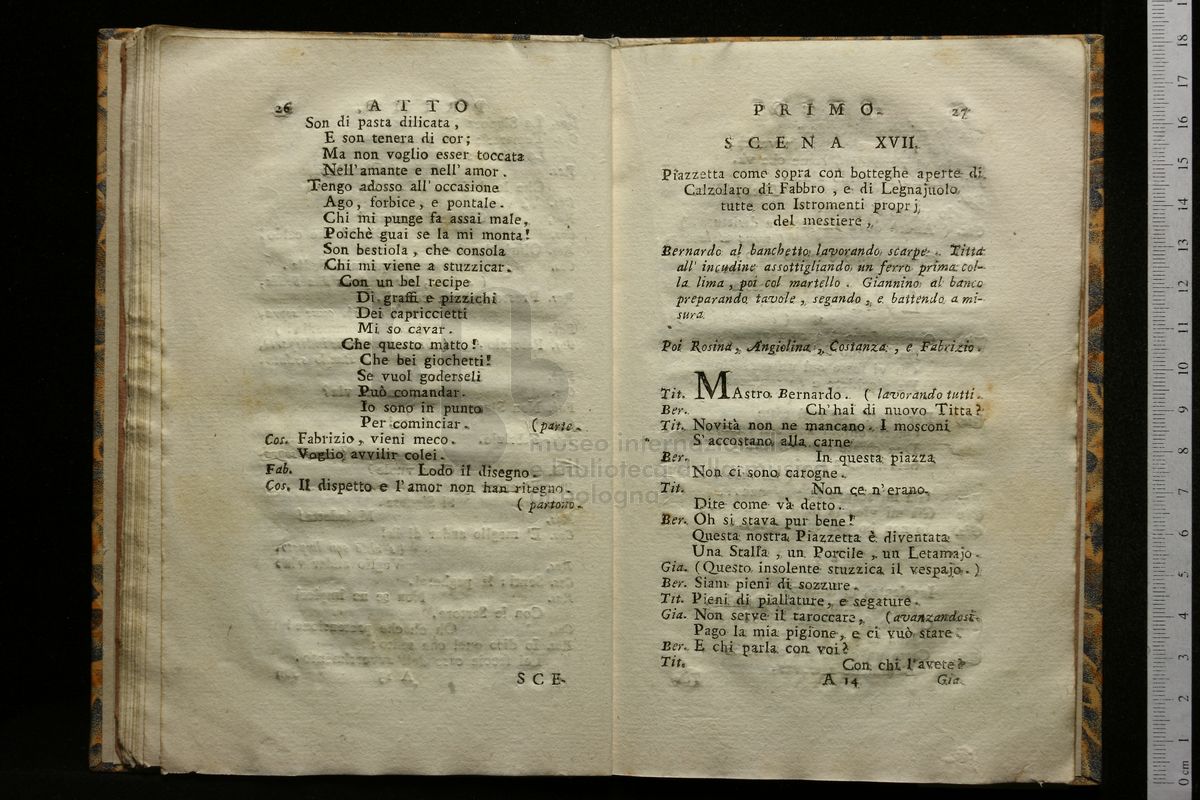 26 ATTO
Son di pasta dilicata,
E son tenera di cor;
Ma non voglio esser toccata
Nell'amante e nell'amor.
Tengo adosso all'occasione
Ago, forbice, e pontale.
Chi mi punge fa assai male,
Poichè guai se la mi monta!
Son bestiola, che consola
Chi mi viene a stuzzicar.
Con un bel recipe
Di graffi e pizzichi
Dei capriccietti
Mi so cavar.
Che questo matto!
Che bei giochetti!
Se vuol goderseli
Può comandar.
Io sono in punto
Per cominciar. (parte.
Cos. Fabrizio, vieni meco.
Voglio avvilir colei.
Fab. Lodo il disegno.
Cos. Il dispetto e l'amor non han ritegno.
(partono.
SCE-
PRIMO. 27
SCENA XVII.
Piazzetta come sopra con botteghe aperte di
Calzolaro di Fabbro, e di Legnajuolo
tutte con Istromenti proprj
del mestiere,
Bernardo al banchetto lavorando scarpe. Titta
all' incudine assottigliando un ferro prima col-
la lima, poi col martello. Giannino al banco
preparando tavole, segando, e battendo a mi-
sura.
Poi Rosina, Angiolina, Costanza, e Fabrizio.
Tit. MAstro Bernardo. (lavorando tutti.
Ber. Ch'hai di nuovo Titta?
Tit. Novità non ne mancano. I mosconi
S'accostano alla carne
Ber. In questa piazza
Non ci sono carogne.
Tit. Non ce n'erano.
Dite come và detto.
Ber. Oh si stava pur bene!
Questa nostra Piazzetta è diventata
Una Stalla, un Porcile, un Letamajo.
Gia. (Questo insolente stuzzica il vespajo.)
Ber. Siam pieni di sozzure.
Tit. Pieni di piallature, e segature.
Gia. Non serve il taroccare, (avanzandosi.
Pago la mia pigione, e ci vuò stare.
Ber. E chi parla con voi?
Tit. Con chi l'avete?
A 14 Gia.
museo internazionale
e biblioteca della
bologna